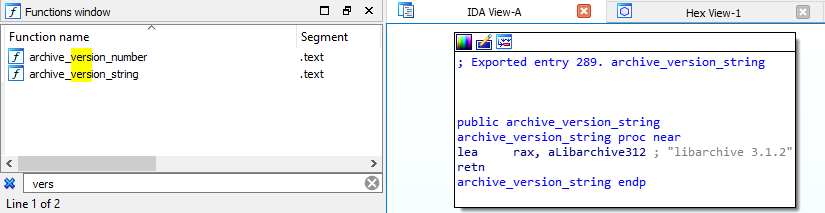 Functions window
Function name Segment
f archive_version_number .text
f archive_version_string .text
vers
Line 1 of 2
IDA View-A
Hex View-1
; Exported entry 289. archive_version_string
public archive_version_string
archive_version_string proc near
lea rax, aLibarchive312 ; "libarchive 3.1.2"
retn
archive_version_string endp